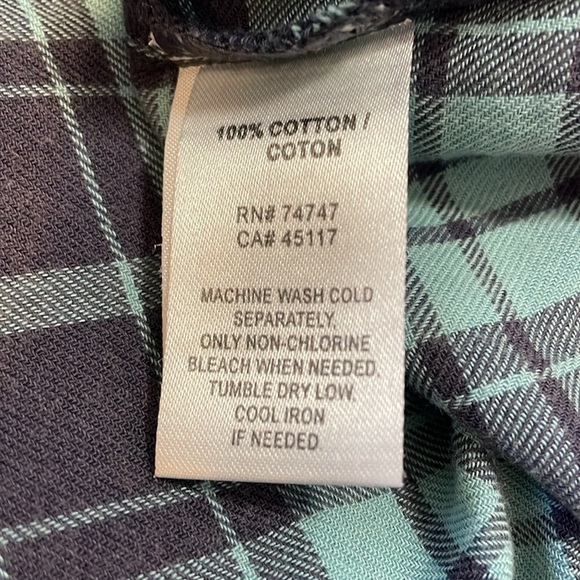 100% COTTON /
COTON
RN# 74747
CA# 45117
MACHINE WASH COLD
SEPARATELY,
ONLY NON-CHLORINE
BLEACH WHEN NEEDED,
TUMBLE DRY LOW,
COOL IRON
IF NEEDED.